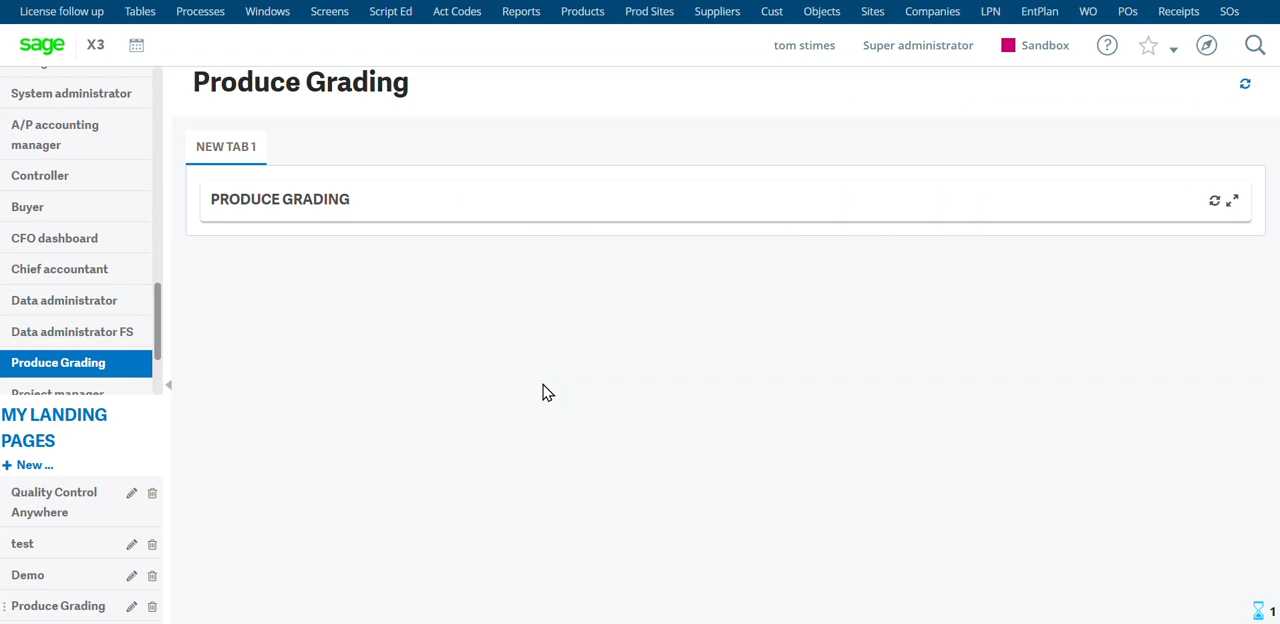 License follow up Tables Processes Windows Screens Script Ed Act Codes Reports Products Prod Sites Suppliers Cust Objects Sites Companies LPN EntPlan WO POs Receipts SOs
sage X3 tom stimes Super administrator Sandbox
Produce Grading
System administrator
A/P accounting
manager
Controller
Buyer
CFO dashboard
Chief accountant
Data administrator
Data administrator FS
Produce Grading
Project manager
NEW TAB 1
PRODUCE GRADING
MY LANDING
PAGES
+ New ...
Quality Control
Anywhere
test
Demo
Produce Grading
1